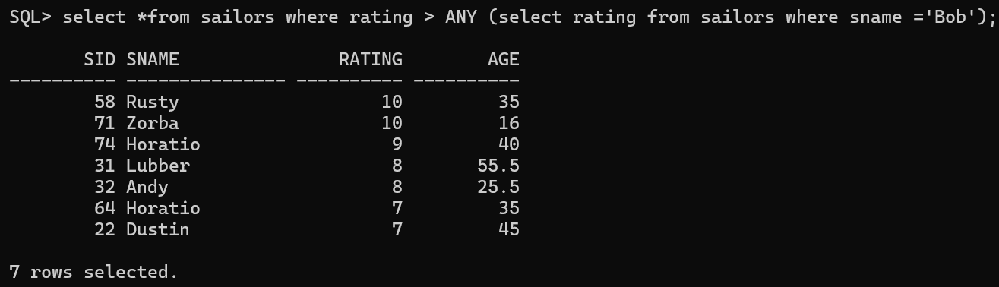 SQL> select *from sailors where rating > ANY (select rating from sailors where sname ='Bob');
       SID SNAME               RATING        AGE
---------- --------------- ---------- ----------
        58 Rusty                   10         35
        71 Zorba                   10         16
        74 Horatio                  9         40
        31 Lubber                   8       55.5
        32 Andy                     8       25.5
        64 Horatio                  7         35
        22 Dustin                   7         45
7 rows selected.